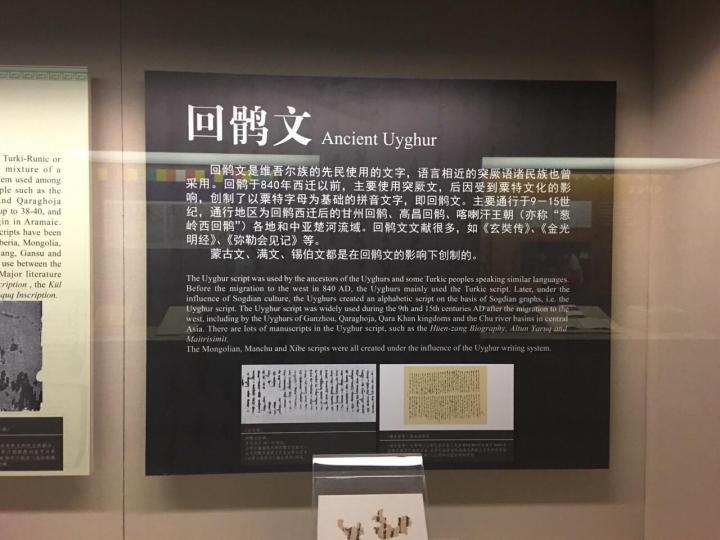 Turki-Runic or
mixture of a
em used among
ple such as the
nd Qaraghoja
up to 38-40, and
gin in Aramaic.
cripts have been
beria, Mongolia,
ang, Gansu and
use between the
Major literature
cription , the Kül
uquq Inscription.
回鹘文 Ancient Uyghur
回鹘文是维吾尔族的先民使用的文字，语言相近的突厥语诸民族也曾
采用。回鹘于840年西迁以前，主要使用突厥文，后因受到粟特文化的影
响，创制了以粟特字母为基础的拼音文字，即回鹘文。主要通行于9—15世
纪，通行地区为回鹘西迁后的甘州回鹘、高昌回鹘、喀喇汗王朝（亦称“葱
岭西回鹘”）各地和中亚楚河流域。回鹘文文献很多，如《玄奘传》、《金光
明经》、《弥勒会见记》等。
蒙古文、满文、锡伯文都是在回鹘文的影响下创制的。
The Uyghur script was used by the ancestors of the Uyghurs and some Turkic peoples speaking similar languages.
Before the migration to the west in 840 AD, the Uyghurs mainly used the Turkic script. Later, under the
influence of Sogdian culture, the Uyghurs created an alphabetic script on the basis of Sogdian graphs, i.e. the
Uyghur script. The Uyghur script was widely used during the 9th and 15th centuries AD after the migration to the
west, including by the Uyghurs of Ganzhou, Qaraghoja, Qara Khan kingdoms and the Chu river basins in central
Asia. There are lots of manuscripts in the Uyghur script, such as the Hiuen-zang Biography, Altun Yaruq and
Maitrisimit.
The Mongolian, Manchu and Xibe scripts were all created under the influence of the Uyghur writing system.